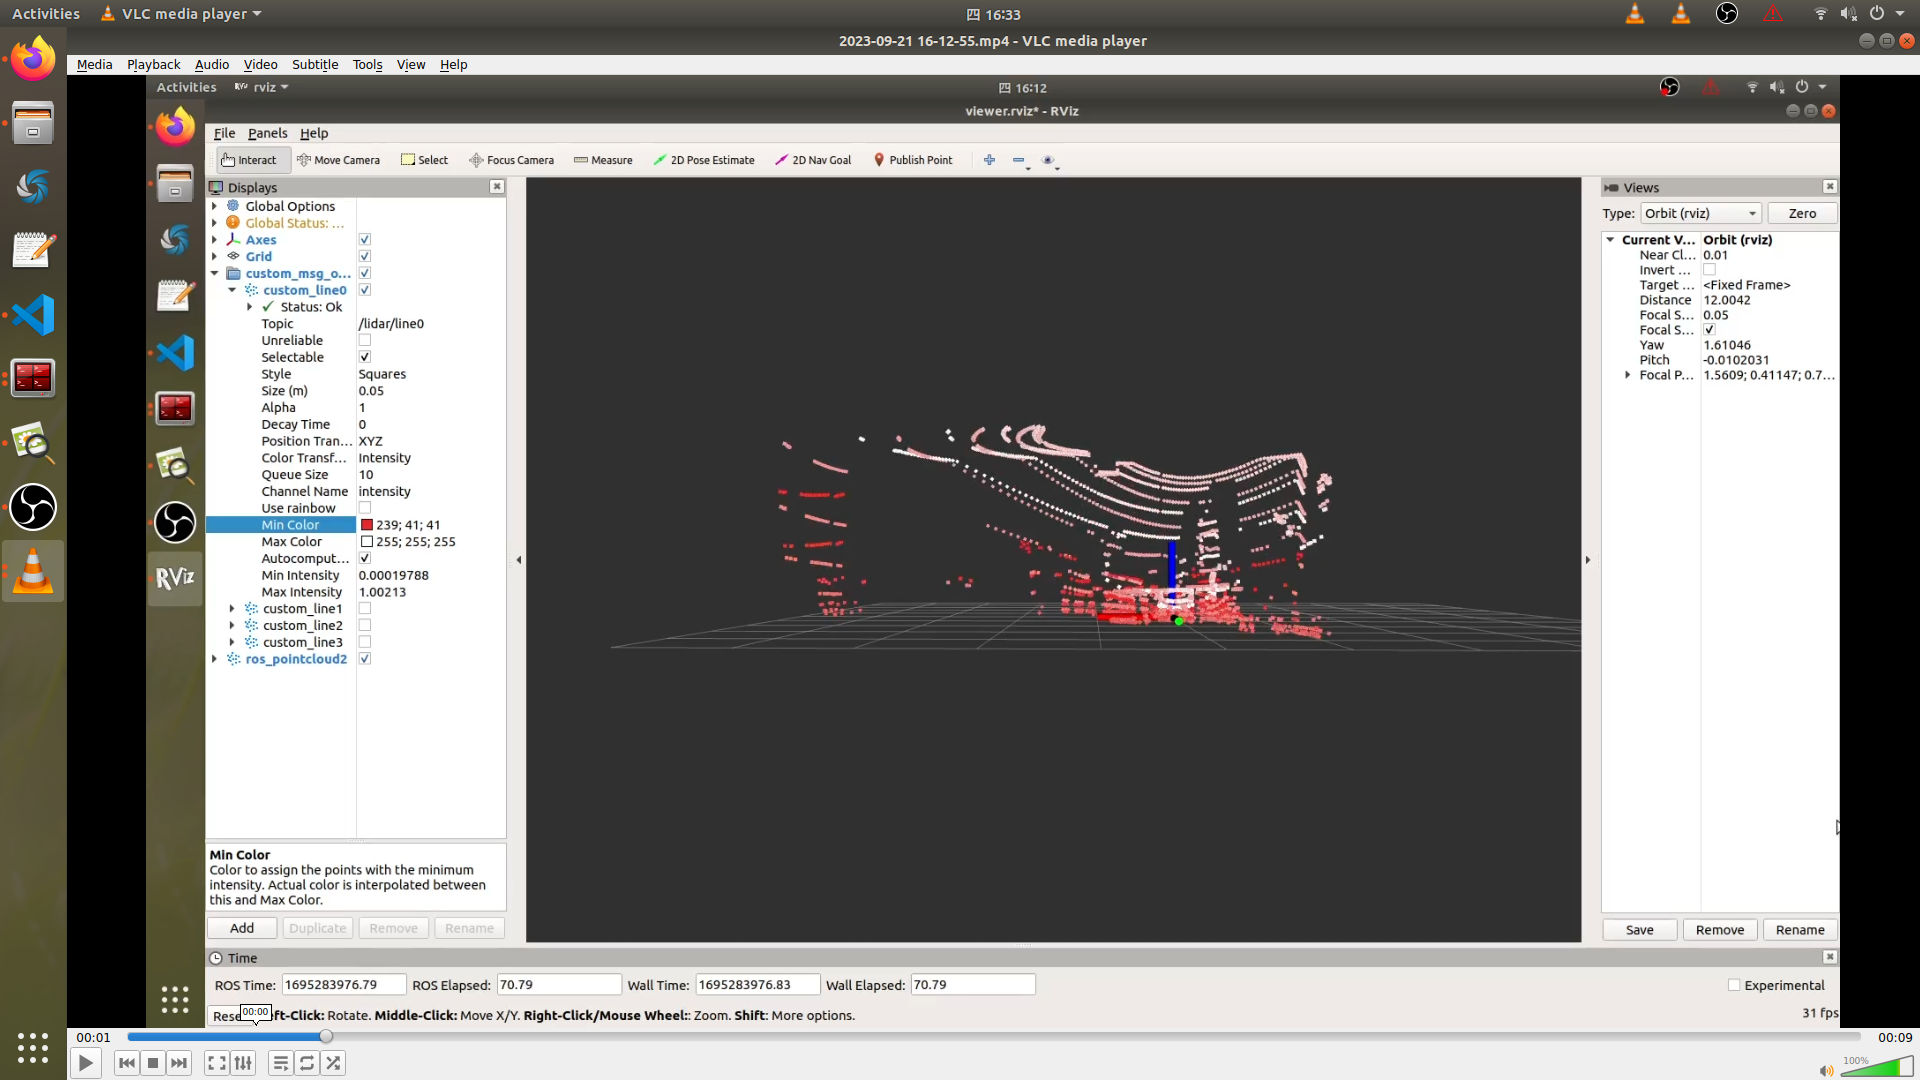 Activities VLC media player 四 16:33
2023-09-21 16-12-55.mp4 - VLC media player
Media Playback Audio Video Subtitle Tools View Help
Activities RViz rviz 四 16:12
viewer.rviz* - RViz
File Panels Help
Interact Move Camera Select Focus Camera Measure 2D Pose Estimate 2D Nav Goal Publish Point
Displays
Global Options
Global Status: ...
Axes
Grid
custom_msg_o...
custom_line0
Status: Ok
Topic /lidar/line0
Unreliable
Selectable
Style Squares
Size (m) 0.05
Alpha 1
Decay Time 0
Position Tran... XYZ
Color Transf... Intensity
Queue Size 10
Channel Name intensity
Use rainbow
Min Color 239; 41; 41
Max Color 255; 255; 255
Autocomput...
Min Intensity 0.00019788
Max Intensity 1.00213
custom_line1
custom_line2
custom_line3
ros_pointcloud2
RViz
Min Color
Color to assign the points with the minimum
intensity. Actual color is interpolated between
this and Max Color.
Add Duplicate Remove Rename
Views
Type: Orbit (rviz) Zero
Current V... Orbit (rviz)
Near Cl... 0.01
Invert ...
Target ... <Fixed Frame>
Distance 12.0042
Focal S... 0.05
Focal S...
Yaw 1.61046
Pitch -0.0102031
Focal P... 1.5609; 0.41147; 0.7...
Save Remove Rename
Time
ROS Time: 1695283976.79 ROS Elapsed: 70.79 Wall Time: 1695283976.83 Wall Elapsed: 70.79 Experimental
Rese 00:00 ft-Click: Rotate. Middle-Click: Move X/Y. Right-Click/Mouse Wheel:: Zoom. Shift: More options. 31 fps
00:01 00:09
100%